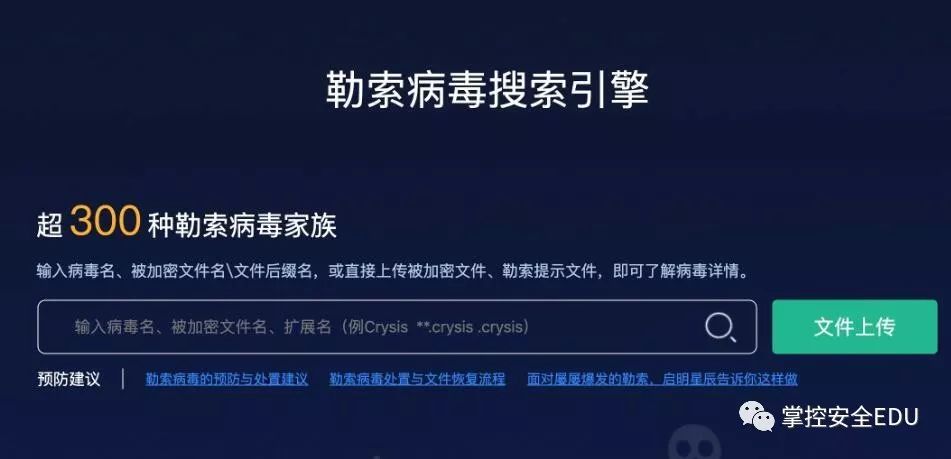 勒索病毒搜索引擎
超 300 种勒索病毒家族
输入病毒名、被加密文件名\文件后缀名，或直接上传被加密文件、勒索提示文件，即可了解病毒详情。
输入病毒名、被加密文件名、扩展名（例Crysis **.crysis .crysis） 文件上传
预防建议 | 勒索病毒的预防与处置建议 勒索病毒处置与文件恢复流程 面对屡屡爆发的勒索，启明星辰告诉你这样做
掌控安全EDU